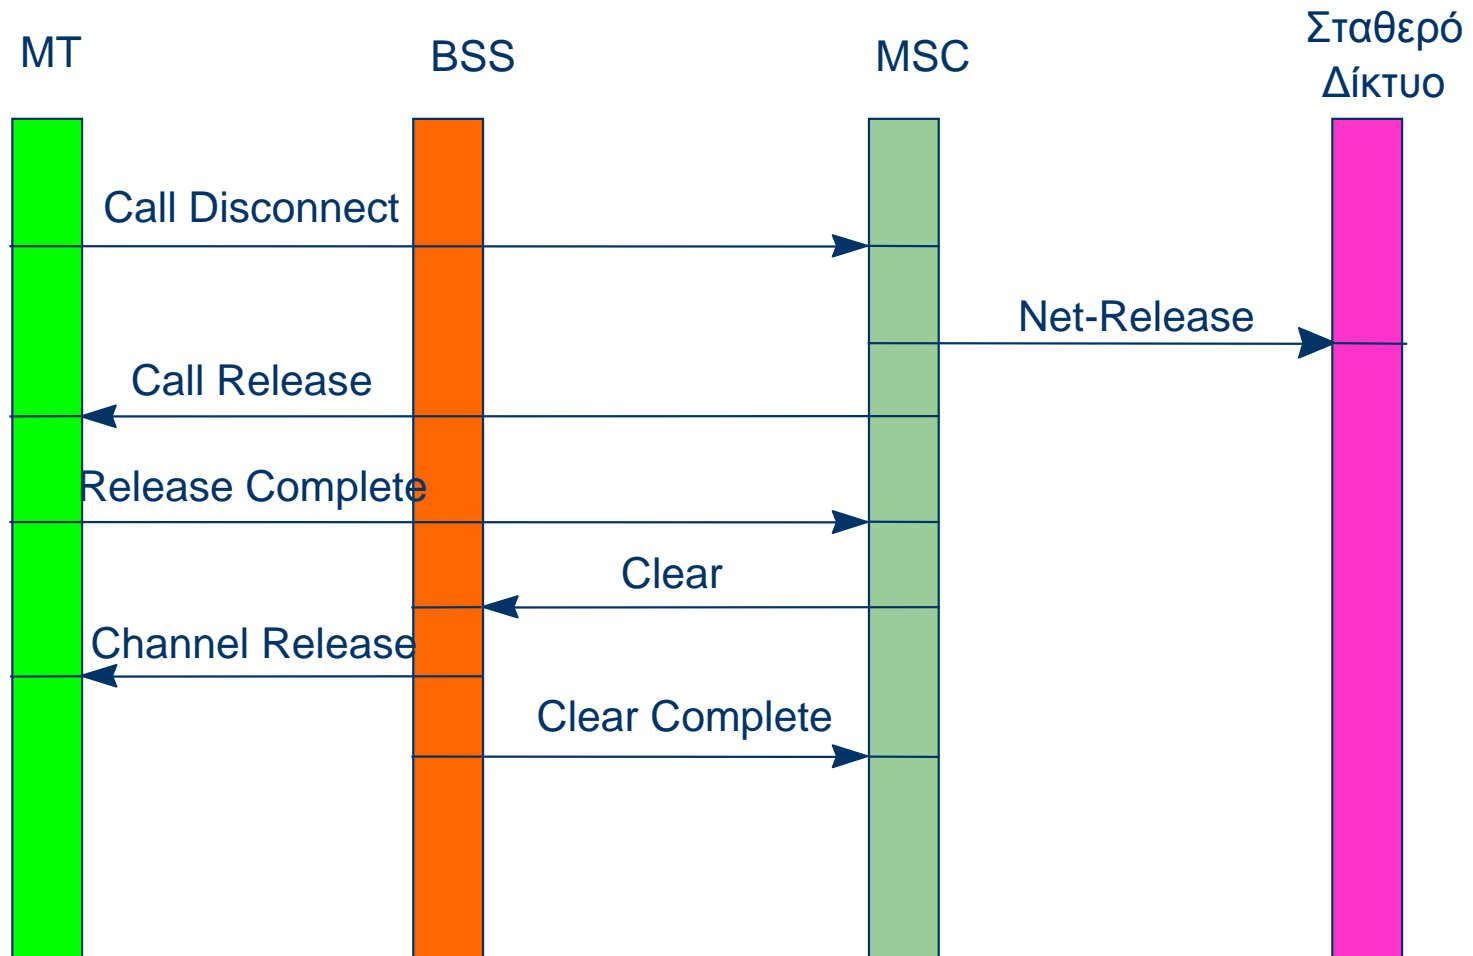 MT
BSS
MSC
Σταθερό
Δίκτυο
Call Disconnect
Net-Release
Call Release
Release Complete
Clear
Channel Release
Clear Complete